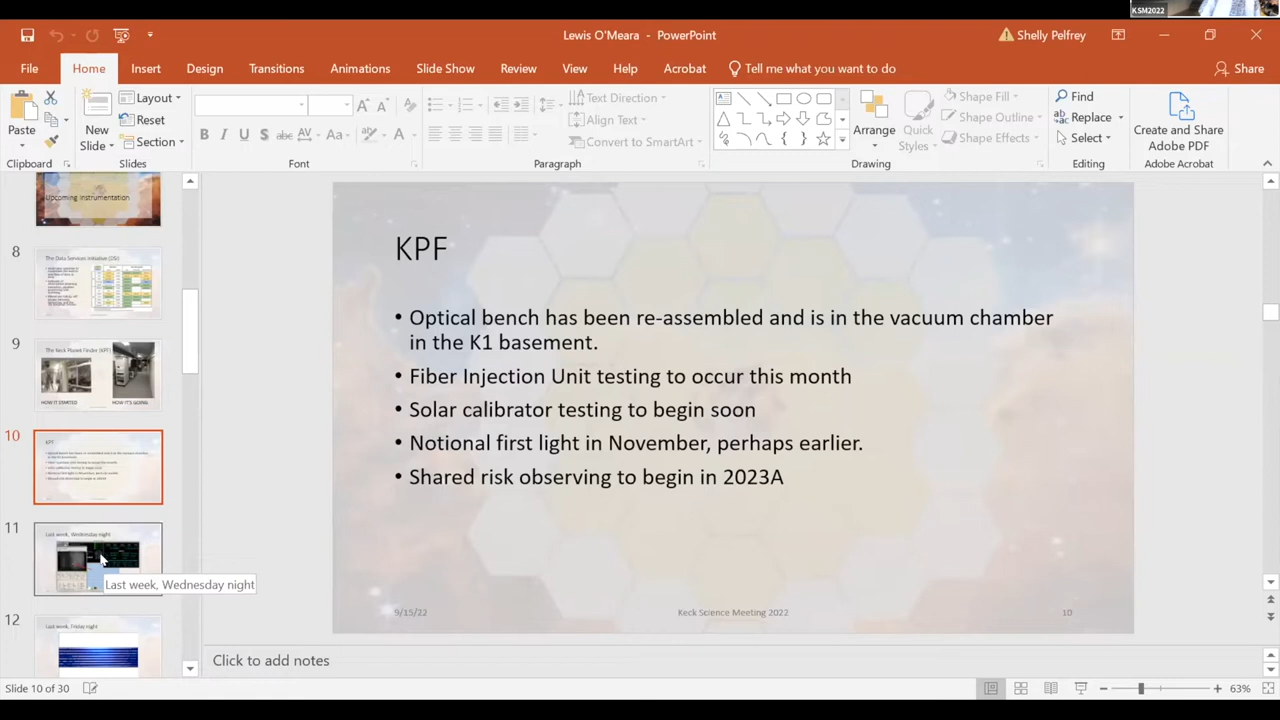 KSM2022
Lewis O'Meara - PowerPoint
Shelly Pelfrey
File
Home
Insert
Design
Transitions
Animations
Slide Show
Review
View
Help
Acrobat
Tell me what you want to do
Share
Paste
New
Slide
Layout
Reset
Section
B I U S abc AV Aa A
Text Direction
Align Text
Convert to SmartArt
Arrange
Quick
Styles
Shape Fill
Shape Outline
Shape Effects
Find
Replace
Select
Create and Share
Adobe PDF
Clipboard
Slides
Font
Paragraph
Drawing
Editing
Adobe Acrobat
Upcoming Instrumentation
8
The Data Services Initiative (DSI)
9
The Keck Planet Finder (KPF)
HOW IT STARTED
HOW IT'S GOING
10
KPF
11
Last week, Wednesday night
Last week, Wednesday night
12
Last week, Friday night
KPF
• Optical bench has been re-assembled and is in the vacuum chamber
in the K1 basement.
• Fiber Injection Unit testing to occur this month
• Solar calibrator testing to begin soon
• Notional first light in November, perhaps earlier.
• Shared risk observing to begin in 2023A
9/15/22
Keck Science Meeting 2022
10
Click to add notes
Slide 10 of 30
63%